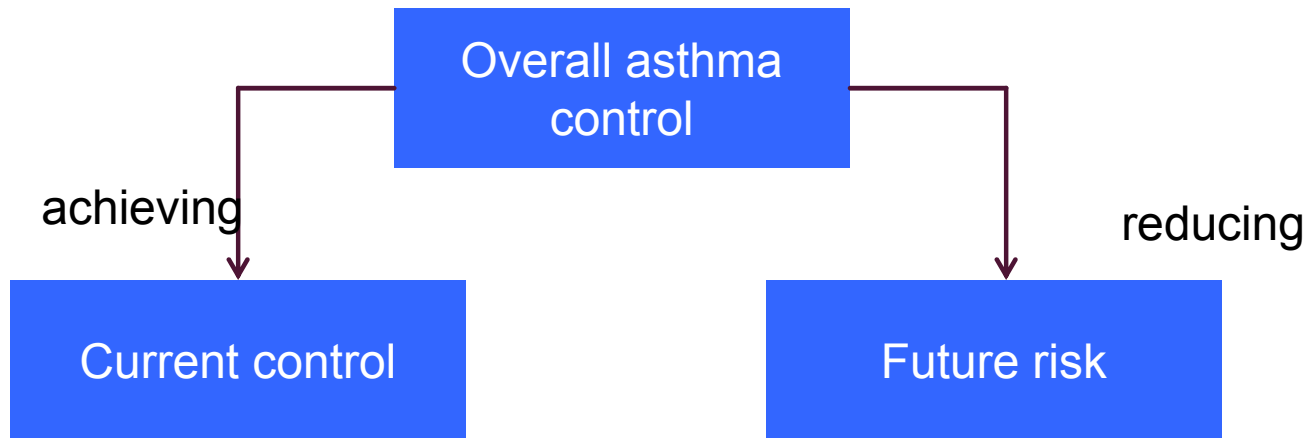 Overall asthma
control
achieving
reducing
Current control
Future risk